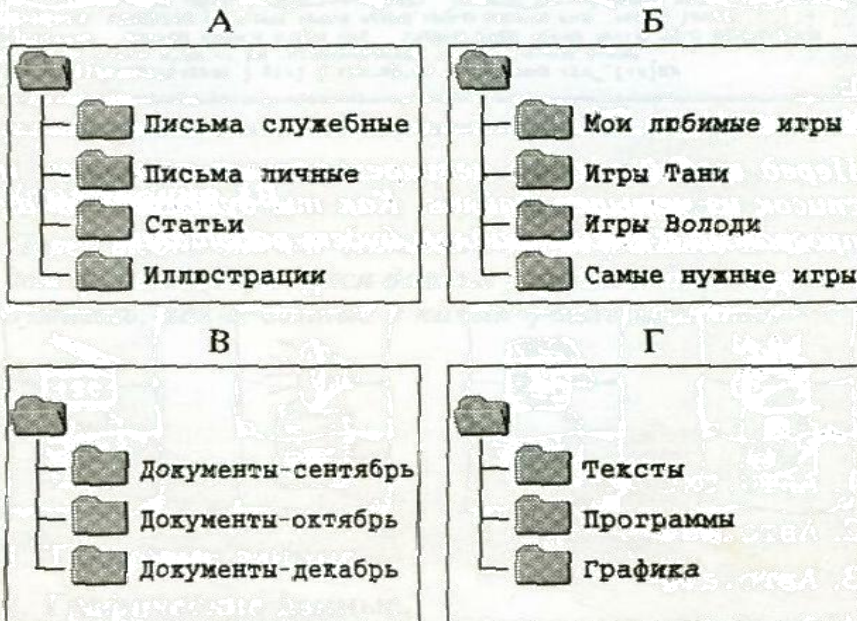 А
Письма служебные
Письма личные
Статьи
Иллюстрации
Б
Мои любимые игры
Игры Тани
Игры Володи
Самые нужные игры
В
Документы-сентябрь
Документы-октябрь
Документы-декабрь
Г
Тексты
Программы
Графика